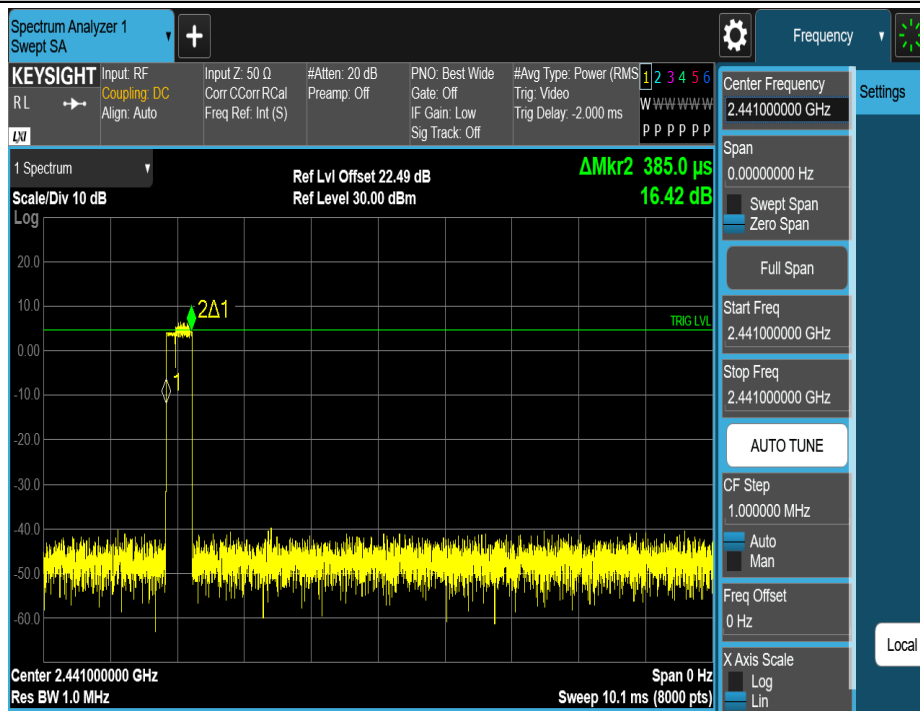 Spectrum Analyzer 1
Swept SA
+
Frequency
KEYSIGHT
R L
LXI
Input: RF
Coupling: DC
Align: Auto
Input Z: 50 Ω
Corr CCorr RCal
Freq Ref: Int (S)
#Atten: 20 dB
Preamp: Off
PNO: Best Wide
Gate: Off
IF Gain: Low
Sig Track: Off
#Avg Type: Power (RMS
Trig: Video
Trig Delay: -2.000 ms
1 2 3 4 5 6
W W W W W W
P P P P P P
1 Spectrum
Scale/Div 10 dB
Log
Ref Lvl Offset 22.49 dB
Ref Level 30.00 dBm
ΔMkr2 385.0 µs
16.42 dB
20.0
10.0
0.00
-10.0
-20.0
-30.0
-40.0
-50.0
-60.0
2Δ1
1
TRIG LVL
Center 2.441000000 GHz
Res BW 1.0 MHz
Span 0 Hz
Sweep 10.1 ms (8000 pts)
Center Frequency
2.441000000 GHz
Span
0.00000000 Hz
Swept Span
Zero Span
Full Span
Start Freq
2.441000000 GHz
Stop Freq
2.441000000 GHz
AUTO TUNE
CF Step
1.000000 MHz
Auto
Man
Freq Offset
0 Hz
X Axis Scale
Log
Lin
Settings
Local